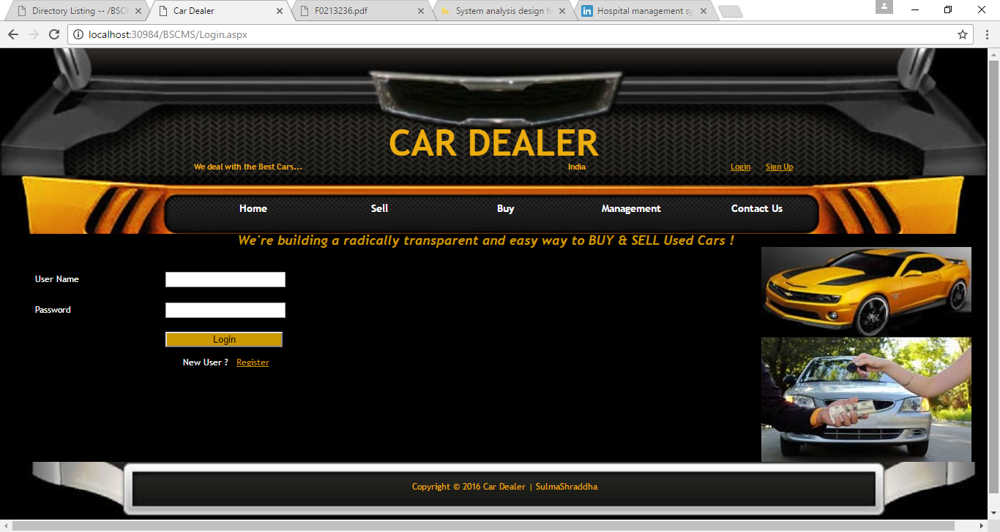 Directory Listing -- /BSC
Car Dealer
F0213236.pdf
System analysis design h
Hospital management sy
localhost:30984/BSCMS/Login.aspx
CAR DEALER
We deal with the Best Cars...
India
Login
Sign Up
Home
Sell
Buy
Management
Contact Us
We're building a radically transparent and easy way to BUY & SELL Used Cars !
User Name
Password
Login
New User ? Register
Copyright © 2016 Car Dealer | SulmaShraddha